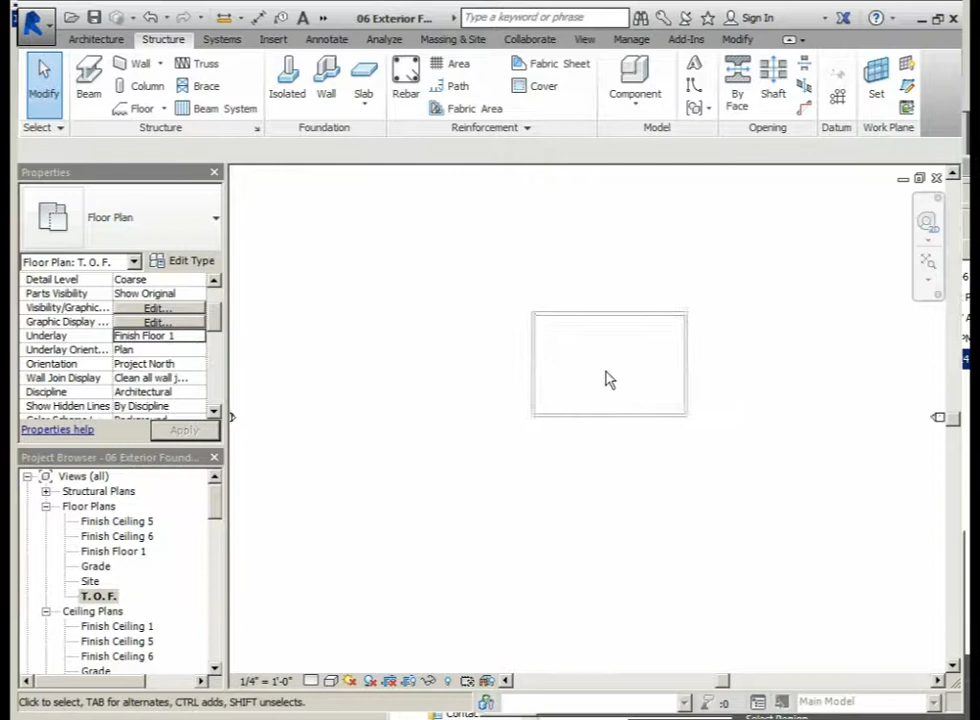 06 Exterior F...
Type a keyword or phrase
Sign In
Architecture Structure Systems Insert Annotate Analyze Massing & Site Collaborate View Manage Add-Ins Modify
Modify
Beam
Wall
Column
Floor
Truss
Brace
Beam System
Isolated
Wall
Slab
Rebar
Area
Path
Fabric Area
Fabric Sheet
Cover
Component
By Face
Shaft
Set
Select
Structure
Foundation
Reinforcement
Model
Opening
Datum
Work Plane
Properties
Floor Plan
Floor Plan: T. O. F.
Edit Type
Detail Level Coarse
Parts Visibility Show Original
Visibility/Graphic... Edit...
Graphic Display ... Edit...
Underlay Finish Floor 1
Underlay Orient... Plan
Orientation Project North
Wall Join Display Clean all wall j...
Discipline Architectural
Show Hidden Lines By Discipline
Properties help
Apply
Project Browser - 06 Exterior Found...
Views (all)
Structural Plans
Floor Plans
Finish Ceiling 5
Finish Ceiling 6
Finish Floor 1
Grade
Site
T. O. F.
Ceiling Plans
Finish Ceiling 1
Finish Ceiling 5
Finish Ceiling 6
Grade
2D
1/4" = 1'-0"
Click to select, TAB for alternates, CTRL adds, SHIFT unselects.
:0
Main Model